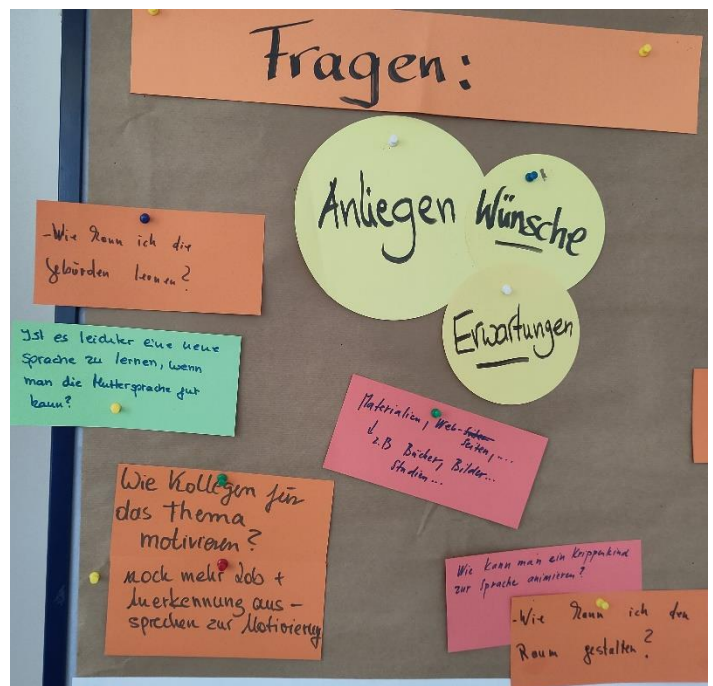 Fragen:
Anliegen
Wünsche
Erwartungen
-Wie kann ich die
Gebärden lernen?
Ist es leichter eine neue
Sprache zu lernen, wenn
man die Muttersprache gut
kann?
Materialien, Web-
seiten,...
↓
z.B Bücher, Bilder...
Studien...
Wie Kollegen für
das Thema
motivieren?
noch mehr Lob +
Anerkennung aus-
sprechen zur Motivierung
Wie kann man ein Krippenkind
zur Sprache animieren?
-Wie kann ich den
Raum gestalten?